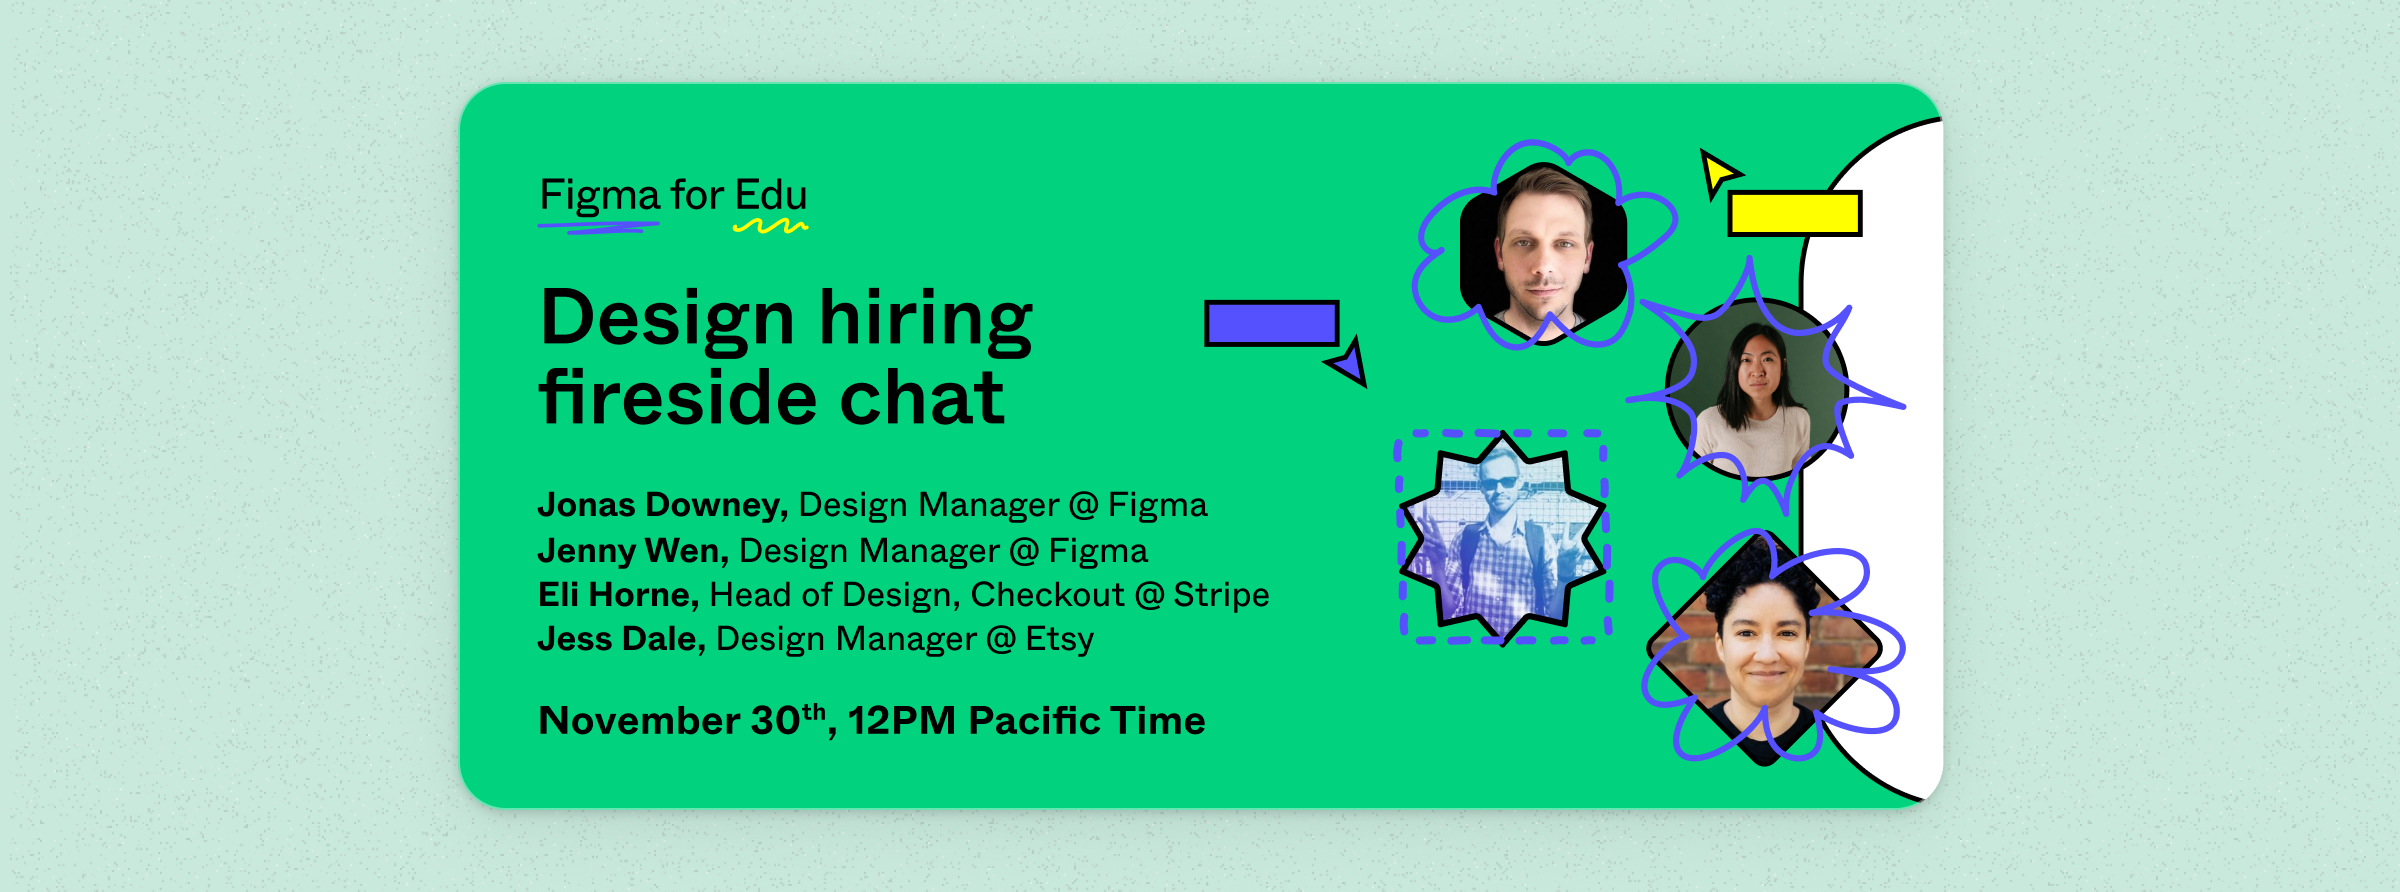 Figma for Edu
Design hiring
fireside chat
Jonas Downey, Design Manager @ Figma
Jenny Wen, Design Manager @ Figma
Eli Horne, Head of Design, Checkout @ Stripe
Jess Dale, Design Manager @ Etsy
November 30th, 12PM Pacific Time